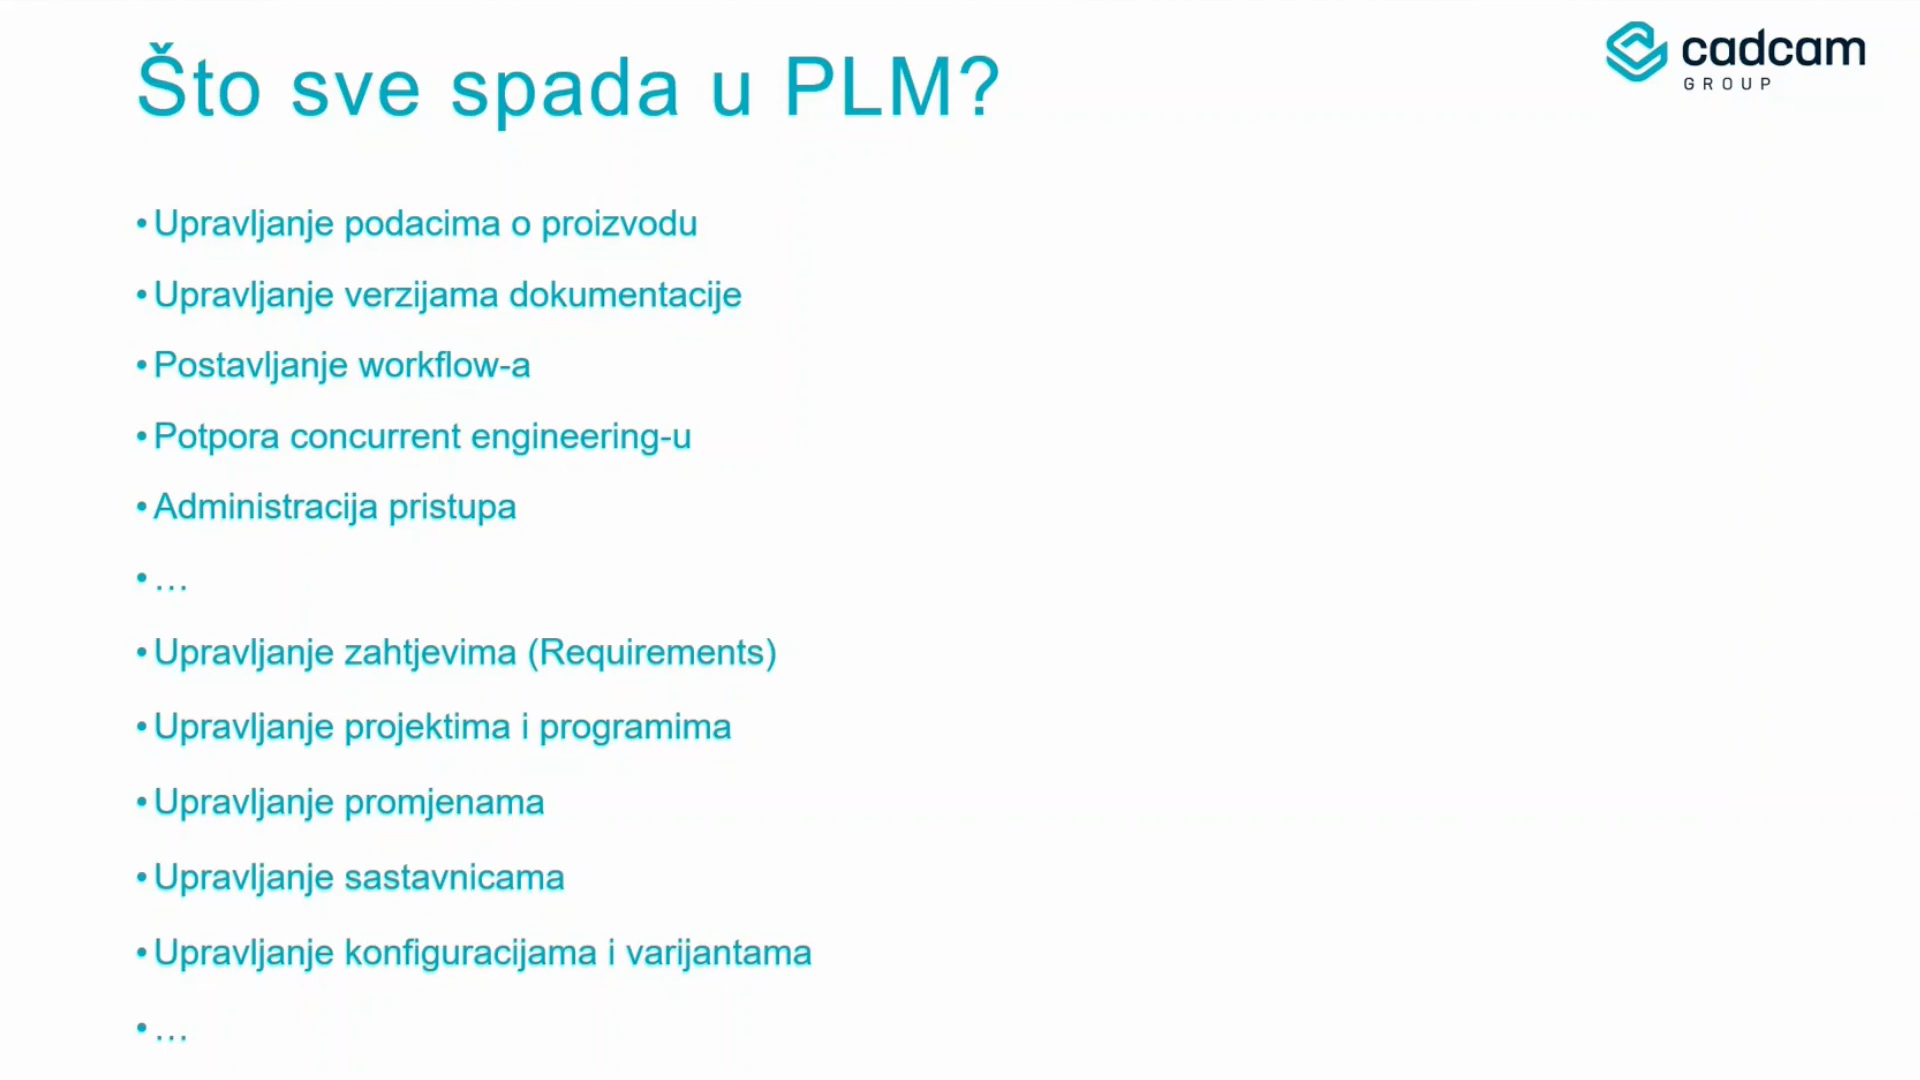 Što sve spada u PLM?
cadcam
GROUP
• Upravljanje podacima o proizvodu
• Upravljanje verzijama dokumentacije
• Postavljanje workflow-a
• Potpora concurrent engineering-u
• Administracija pristupa
• …
• Upravljanje zahtjevima (Requirements)
• Upravljanje projektima i programima
• Upravljanje promjenama
• Upravljanje sastavnicama
• Upravljanje konfiguracijama i varijantama
• …